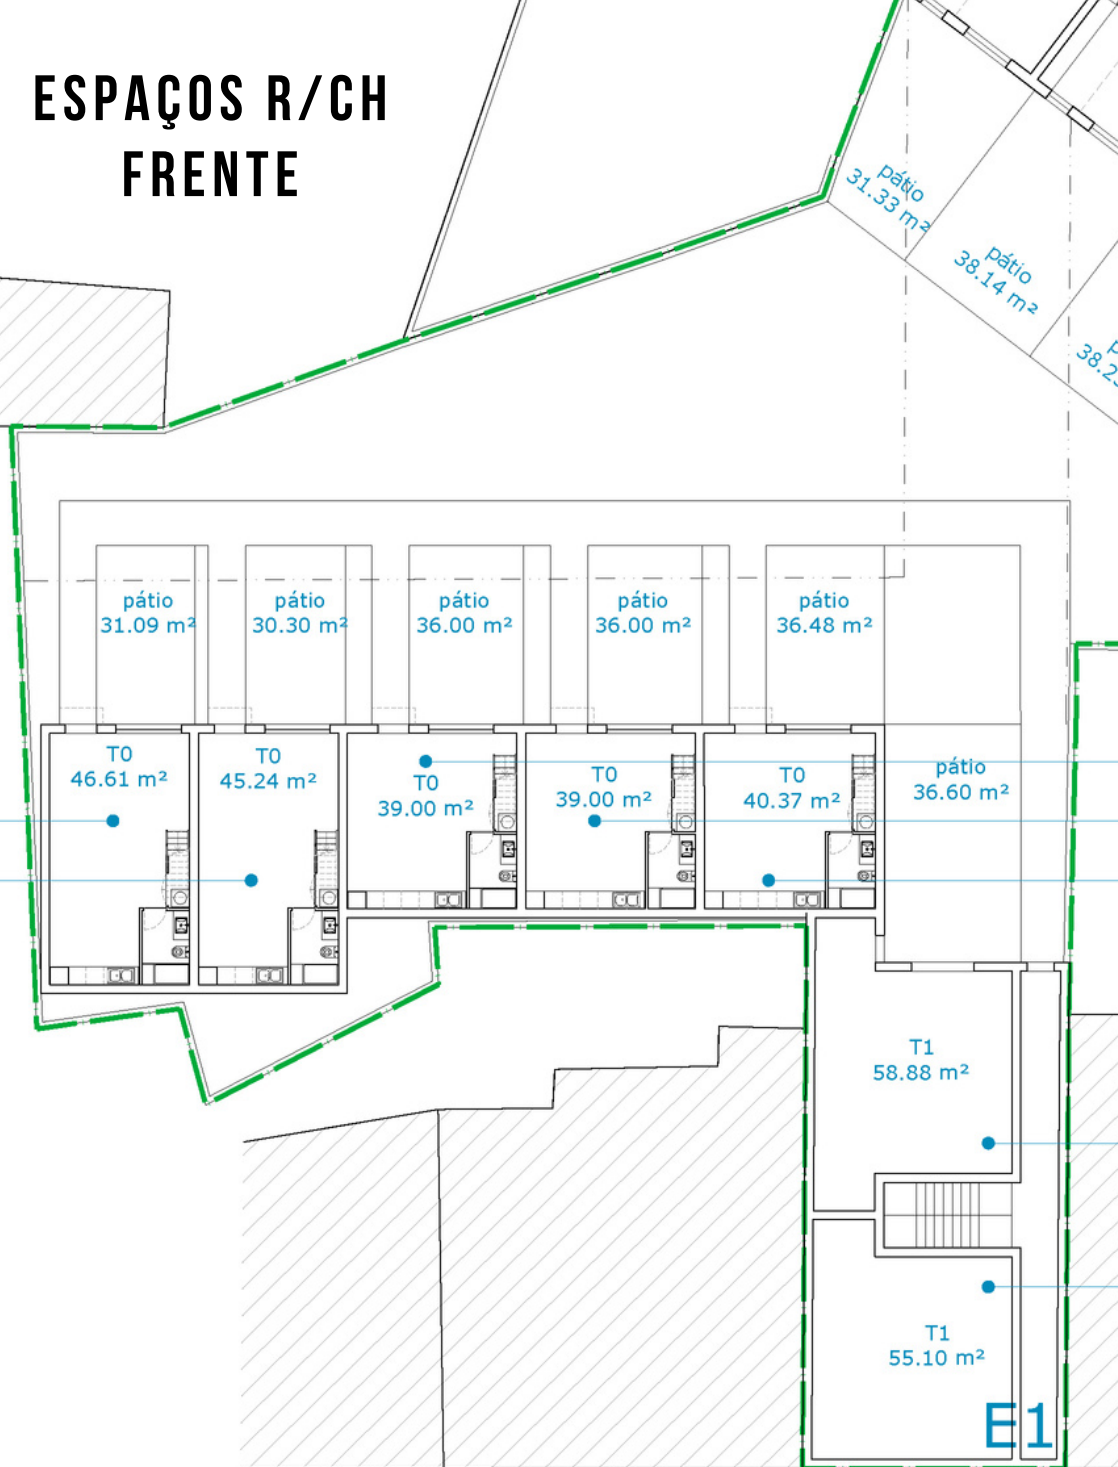 ESPAÇOS R/CH
FRENTE
pátio
31.33 m²
pátio
38.14 m²
pátio
31.09 m²
pátio
30.30 m²
pátio
36.00 m²
pátio
36.00 m²
pátio
36.48 m²
T0
46.61 m²
T0
45.24 m²
T0
39.00 m²
T0
39.00 m²
T0
40.37 m²
pátio
36.60 m²
T1
58.88 m²
T1
55.10 m²
E1